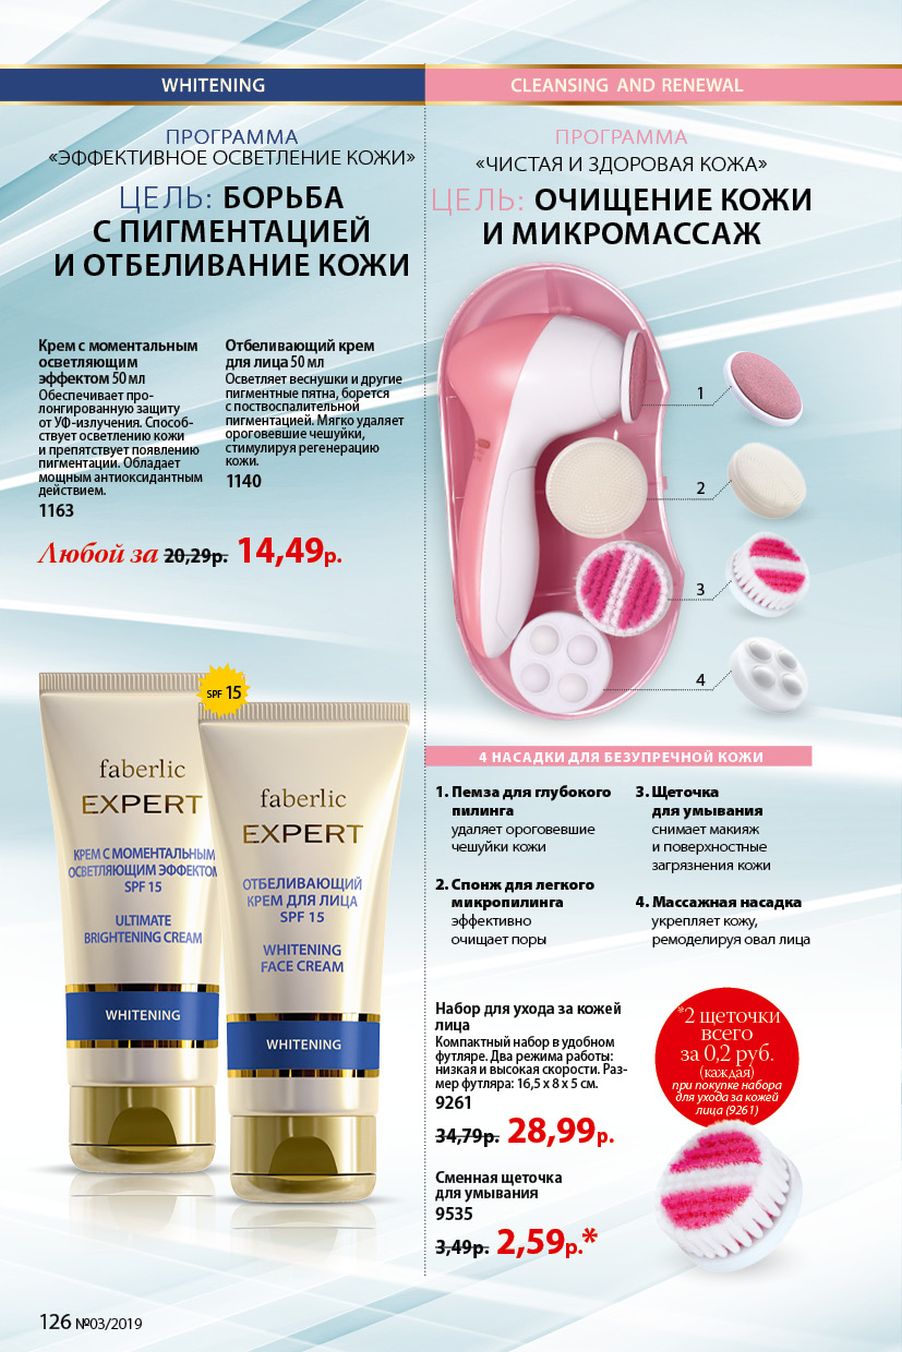 WHITENING
ПРОГРАММА
«ЭФФЕКТИВНОЕ ОСВЕТЛЕНИЕ КОЖИ»
ЦЕЛЬ: БОРЬБА
С ПИГМЕНТАЦИЕЙ
И ОТБЕЛИВАНИЕ КОЖИ
Крем с моментальным
осветляющим
эффектом 50 мл
Обеспечивает про-
лонгированную защиту
от УФ-излучения. Способ-
ствует осветлению кожи
и препятствует появлению
пигментации. Обладает
мощным антиоксидантным
действием.
1163
Отбеливающий крем
для лица 50 мл
Осветляет веснушки и другие
пигментные пятна, борется
с поствоспалительной
пигментацией. Мягко удаляет
ороговевшие чешуйки,
стимулируя регенерацию
кожи.
1140
Любой за 20,29р. 14,49р.
SPF 15
faberlic
EXPERT
КРЕМ С МОМЕНТАЛЬНЫМ
ОСВЕТЛЯЮЩИМ ЭФФЕКТОМ
SPF 15
ULTIMATE
BRIGHTENING CREAM
WHITENING
faberlic
EXPERT
ОТБЕЛИВАЮЩИЙ
КРЕМ ДЛЯ ЛИЦА
SPF 15
WHITENING
FACE CREAM
WHITENING
CLEANSING AND RENEWAL
ПРОГРАММА
«ЧИСТАЯ И ЗДОРОВАЯ КОЖА»
ЦЕЛЬ: ОЧИЩЕНИЕ КОЖИ
И МИКРОМАССАЖ
1
2
3
4
4 НАСАДКИ ДЛЯ БЕЗУПРЕЧНОЙ КОЖИ
1. Пемза для глубокого
пилинга
удаляет ороговевшие
чешуйки кожи
2. Спонж для легкого
микропилинга
эффективно
очищает поры
3. Щеточка
для умывания
снимает макияж
и поверхностные
загрязнения кожи
4. Массажная насадка
укрепляет кожу,
ремоделируя овал лица
Набор для ухода за кожей
лица
Компактный набор в удобном
футляре. Два режима работы:
низкая и высокая скорости. Раз-
мер футляра: 16,5 х 8 х 5 см.
9261
34,79р. 28,99р.
Сменная щеточка
для умывания
9535
3,49р. 2,59р.*
*2 щеточки
всего
за 0,2 руб.
(каждая)
при покупке набора
для ухода за кожей
лица (9261)
126 №03/2019